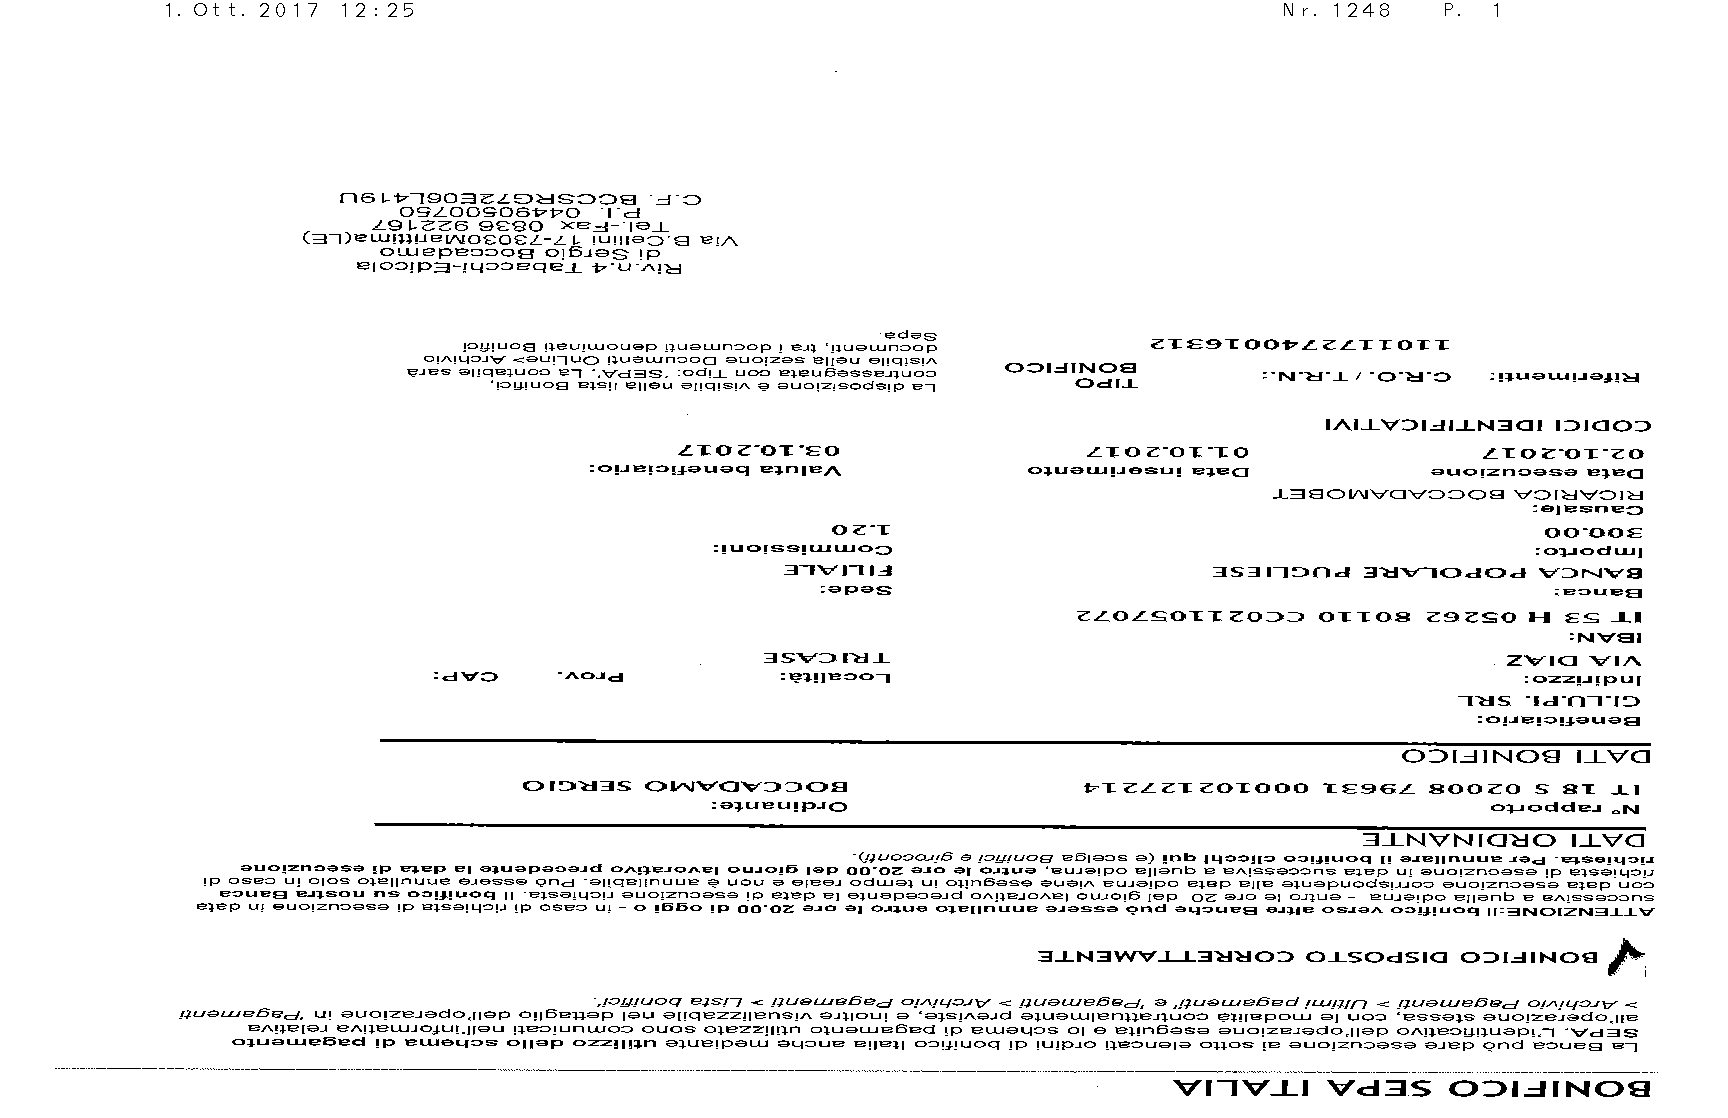 1. Ott. 2017 12:25 Nr. 1248 P. 1
BONIFICO SEPA ITALIA
La Banca può dare esecuzione ai sotto elencati ordini di bonifico Italia anche mediante utilizzo dello schema di pagamento
SEPA. L'identificativo dell'operazione eseguita e lo schema di pagamento utilizzato sono comunicati nell'informativa relativa
all'operazione stessa, con le modalità contrattualmente previste, e inoltre visualizzabile nel dettaglio dell'operazione in 'Pagamenti
> Archivio Pagamenti > Ultimi pagamenti' e 'Pagamenti > Archivio Pagamenti > Lista bonifici'.
BONIFICO DISPOSTO CORRETTAMENTE
ATTENZIONE:Il bonifico verso altre Banche può essere annullato entro le ore 20.00 di oggi o - in caso di richiesta di esecuzione in data
successiva a quella odierna - entro le ore 20 del giorno lavorativo precedente la data di esecuzione richiesta. Il bonifico su nostra Banca
con data esecuzione corrispondente alla data odierna viene eseguito in tempo reale e non è annullabile. Può essere annullato solo in caso di
richiesta di esecuzione in data successiva a quella odierna, entro le ore 20.00 del giorno lavorativo precedente la data di esecuzione
richiesta. Per annullare il bonifico clicchi qui (e scelga Bonifici e giroconti).
DATI ORDINANTE
N° rapporto Ordinante:
IT 18 S 02008 79631 000102127214 BOCCADAMO SERGIO
DATI BONIFICO
Beneficiario:
GI.LU.PI. SRL
Indirizzo: Località: Prov. CAP:
VIA DIAZ TRICASE
IBAN:
IT 53 H 05262 80110 CC0211057072
Banca: Sede:
BANCA POPOLARE PUGLIESE FILIALE
Importo: Commissioni:
300.00 1.20
Causale:
RICARICA BOCCADAMOBET
Data esecuzione Data inserimento Valuta beneficiario:
02.10.2017 01.10.2017 03.10.2017
CODICI IDENTIFICATIVI
Riferimenti: C.R.O. / T.R.N.: TIPO BONIFICO
1101172740016312
La disposizione è visibile nella lista Bonifici,
contrassegnata con Tipo: 'SEPA'. La contabile sarà
visibile nella sezione Documenti OnLine> Archivio
documenti, tra i documenti denominati Bonifici
Sepa.
Riv.n.4 Tabacchi-Edicola
di Sergio Boccadamo
Via B.Cellini 17-73030Marittima(LE)
Tel.-Fax 0836 922167
P.I. 04490500750
C.F. BCCSRG72E06L419U